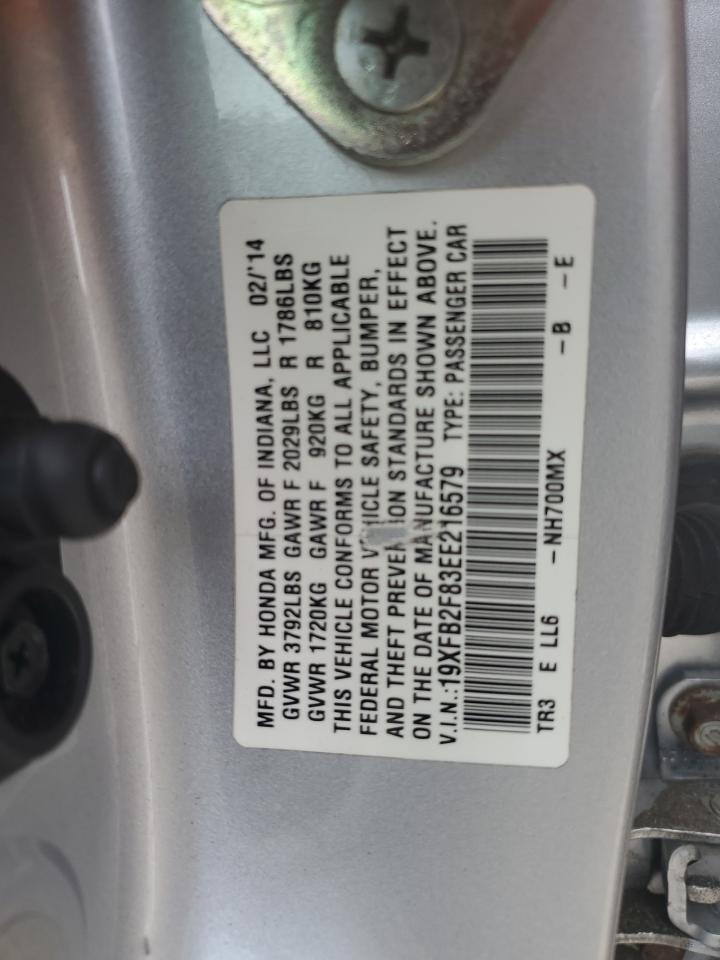 MFD. BY HONDA MFG. OF INDIANA, LLC 02/'14
GVWR 3792LBS GAWR F 2029LBS R 1786LBS
GVWR 1720KG GAWR F 920KG R 810KG
THIS VEHICLE CONFORMS TO ALL APPLICABLE
FEDERAL MOTOR VEHICLE SAFETY, BUMPER,
AND THEFT PREVENTION STANDARDS IN EFFECT
ON THE DATE OF MANUFACTURE SHOWN ABOVE.
V.I.N.:19XFB2F83EE216579 TYPE: PASSENGER CAR
TR3 E LL6 -NH700MX -B -E